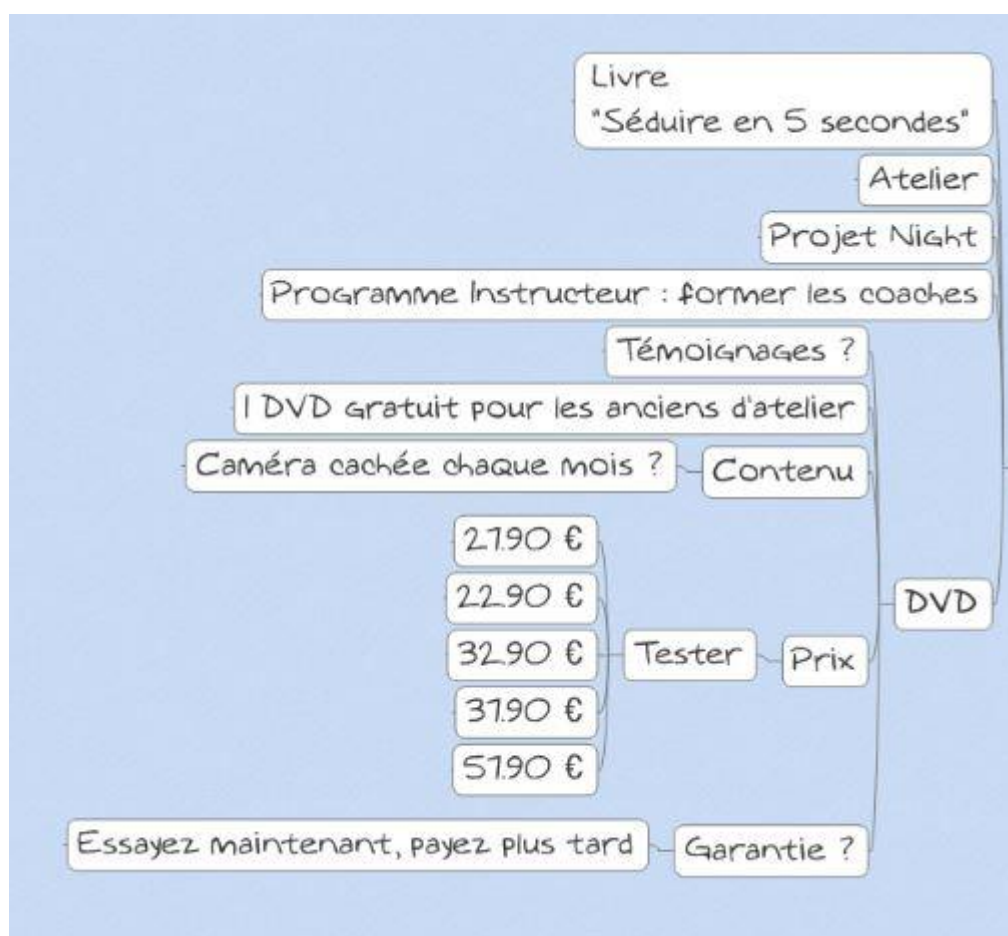 Livre
"Séduire en 5 secondes"
Atelier
Projet Night
Programme Instructeur : former les coaches
Témoignages ?
1 DVD gratuit pour les anciens d'atelier
Caméra cachée chaque mois ?
Contenu
27.90 €
22.90 €
32.90 €
37.90 €
57.90 €
Tester
Prix
DVD
Essayez maintenant, payez plus tard
Garantie ?